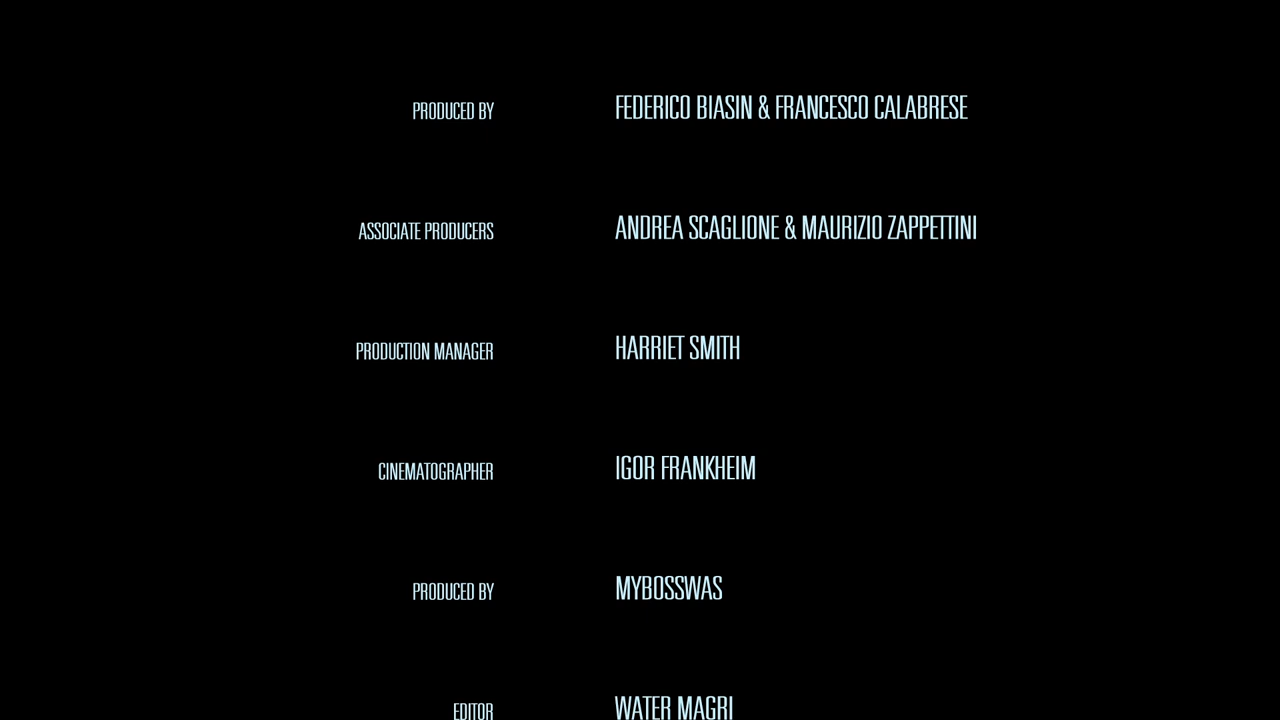 PRODUCED BY FEDERICO BIASIN & FRANCESCO CALABRESE
ASSOCIATE PRODUCERS ANDREA SCAGLIONE & MAURIZIO ZAPPETTINI
PRODUCTION MANAGER HARRIET SMITH
CINEMATOGRAPHER IGOR FRANKHEIM
PRODUCED BY MYBOSSWAS
EDITOR WATER MAGRI